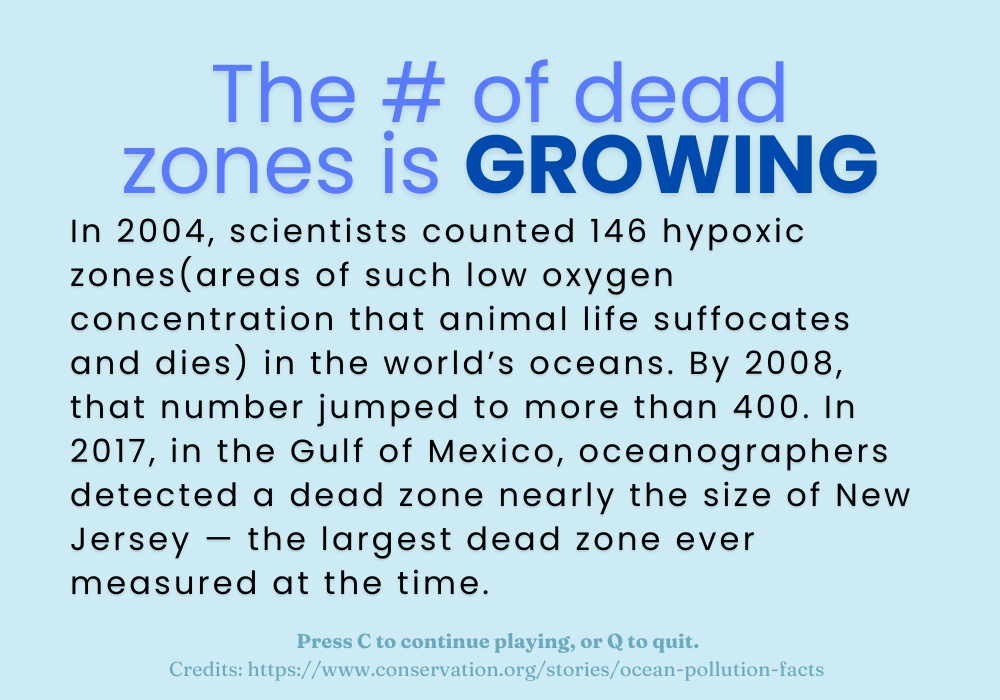 The # of dead
zones is GROWING
In 2004, scientists counted 146 hypoxic
zones(areas of such low oxygen
concentration that animal life suffocates
and dies) in the world’s oceans. By 2008,
that number jumped to more than 400. In
2017, in the Gulf of Mexico, oceanographers
detected a dead zone nearly the size of New
Jersey — the largest dead zone ever
measured at the time.
Press C to continue playing, or Q to quit.
Credits: https://www.conservation.org/stories/ocean-pollution-facts